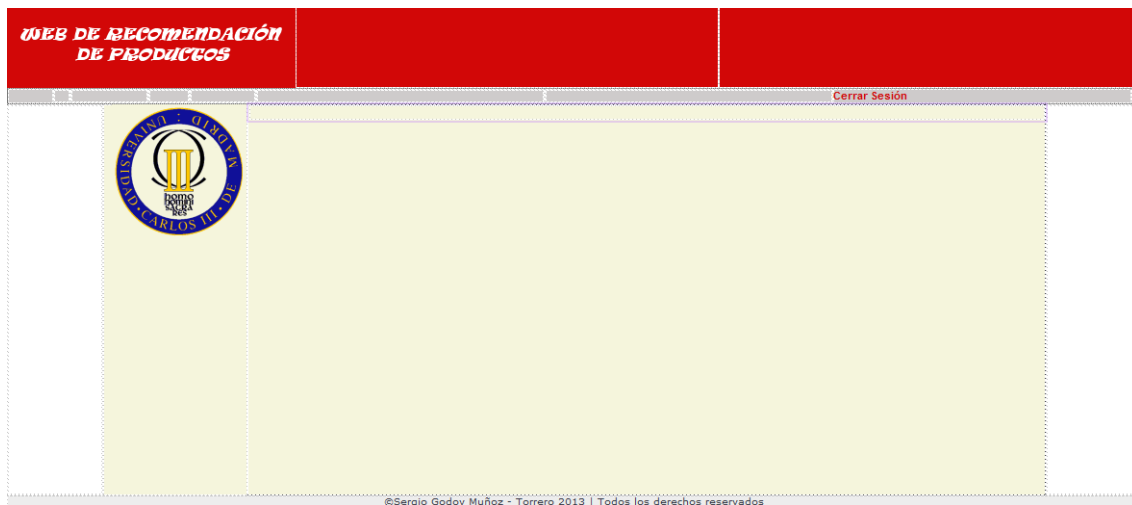 WEB DE RECOMENDACIÓN
DE PRODUCTOS
Cerrar Sesión
UNIVERSIDAD · CARLOS III · DE MADRID :
HOMO
HOMINI
SACRA
RES
©Sergio Godoy Muñoz - Torrero 2013 | Todos los derechos reservados